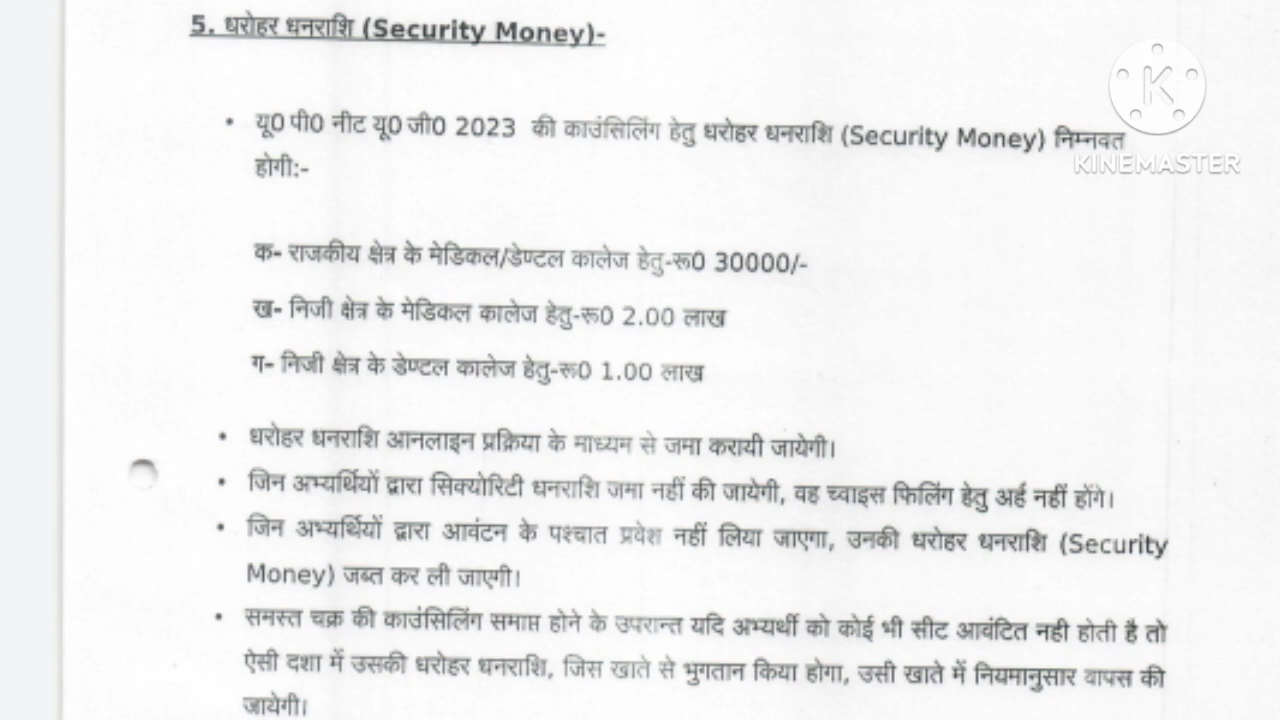 5. धरोहर धनराशि (Security Money)-
K
KINEMASTER
• यू0 पी0 नीट यू0 जी0 2023 की काउंसिलिंग हेतु धरोहर धनराशि (Security Money) निम्नवत
होगी:-
क- राजकीय क्षेत्र के मेडिकल/डेण्टल कालेज हेतु-रू0 30000/-
ख- निजी क्षेत्र के मेडिकल कालेज हेतु-रू0 2.00 लाख
ग- निजी क्षेत्र के डेण्टल कालेज हेतु-रू0 1.00 लाख
• धरोहर धनराशि आनलाइन प्रक्रिया के माध्यम से जमा करायी जायेगी।
• जिन अभ्यर्थियों द्वारा सिक्योरिटी धनराशि जमा नहीं की जायेगी, वह च्वाइस फिलिंग हेतु अर्ह नहीं होंगे।
• जिन अभ्यर्थियों द्वारा आवंटन के पश्चात प्रवेश नहीं लिया जाएगा, उनकी धरोहर धनराशि (Security
Money) जब्त कर ली जाएगी।
• समस्त चक्र की काउंसिलिंग समाप्त होने के उपरान्त यदि अभ्यर्थी को कोई भी सीट आवंटित नही होती है तो
ऐसी दशा में उसकी धरोहर धनराशि, जिस खाते से भुगतान किया होगा, उसी खाते में नियमानुसार वापस की
जायेगी।